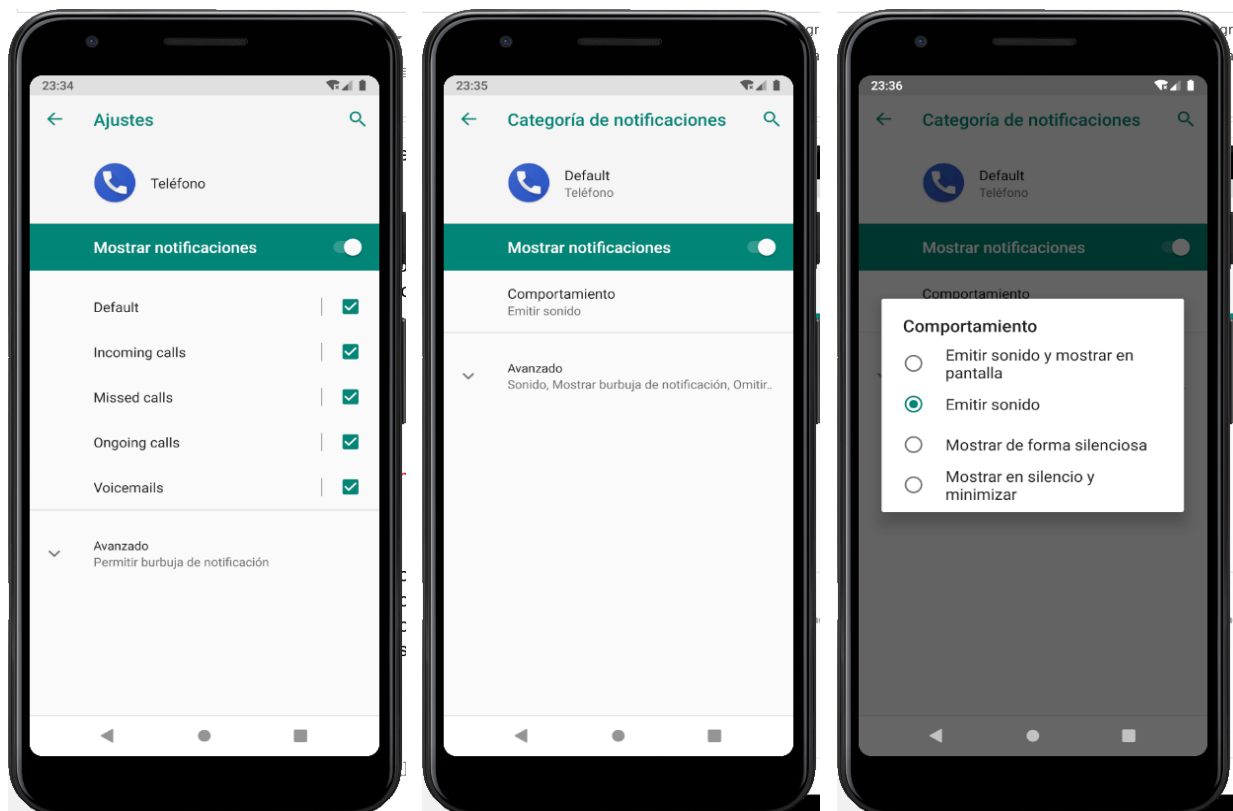 23:34
Ajustes
Teléfono
Mostrar notificaciones
Default
Incoming calls
Missed calls
Ongoing calls
Voicemails
Avanzado
Permitir burbuja de notificación
23:35
Categoría de notificaciones
Default
Teléfono
Mostrar notificaciones
Comportamiento
Emitir sonido
Avanzado
Sonido, Mostrar burbuja de notificación, Omitir..
23:36
Categoría de notificaciones
Default
Teléfono
Mostrar notificaciones
Comportamiento
Comportamiento
Emitir sonido y mostrar en
pantalla
Emitir sonido
Mostrar de forma silenciosa
Mostrar en silencio y
minimizar